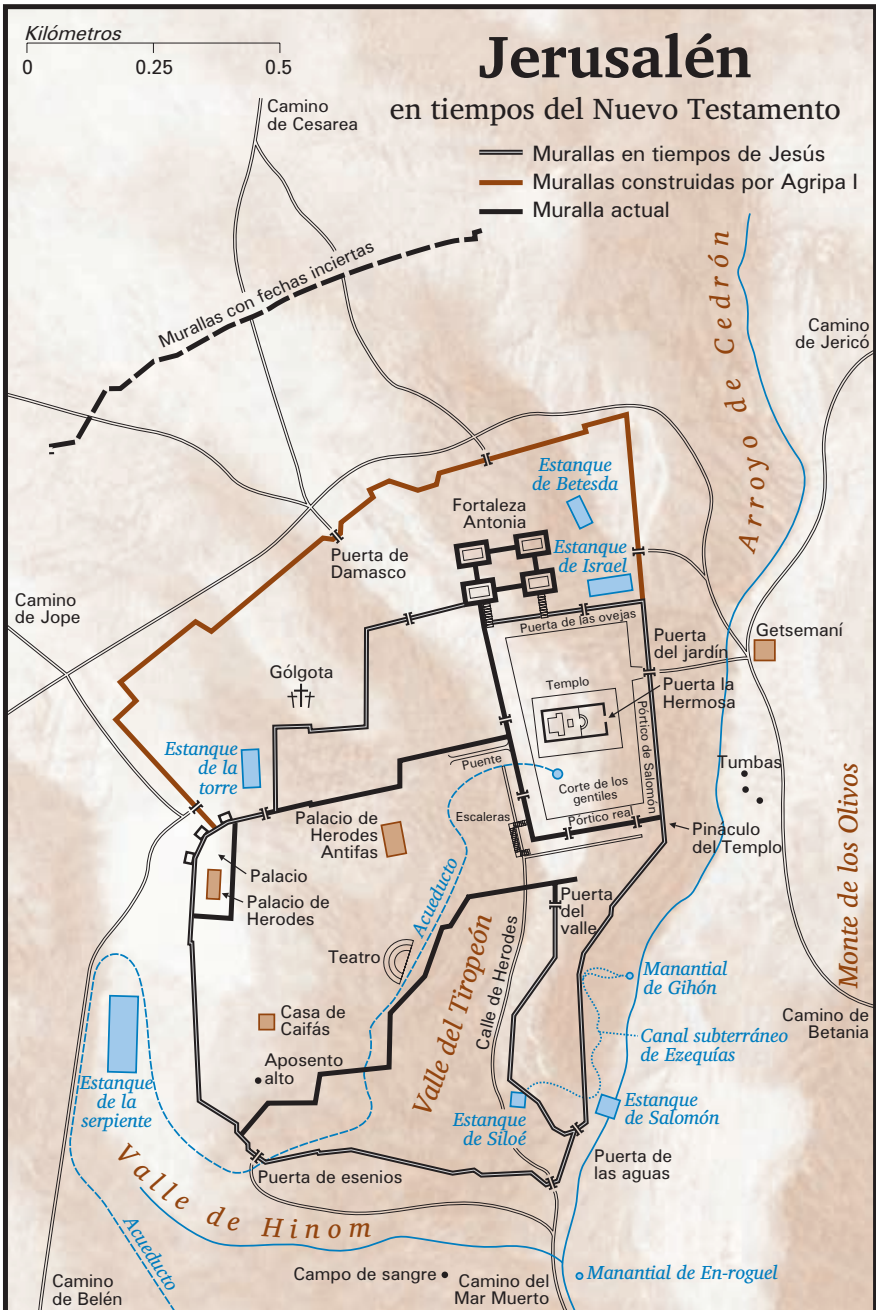 Kilómetros
0 0.25 0.5
Jerusalén
en tiempos del Nuevo Testamento
Murallas en tiempos de Jesús
Murallas construidas por Agripa I
Muralla actual
Camino
de Cesarea
Murallas con fechas inciertas
Arroyo de Cedrón
Camino
de Jericó
Estanque
de Betesda
Fortaleza
Antonia
Estanque
de Israel
Puerta de
Damasco
Camino
de Jope
Puerta de las ovejas
Puerta
del jardín
Getsemaní
Gólgota
Templo
Puerta la
Hermosa
Pórtico de Salomón
Estanque
de la
torre
Puente
Corte de los
gentiles
Tumbas
Palacio de
Herodes
Antifas
Escaleras
Pórtico real
Pináculo
del Templo
Monte de los Olivos
Palacio
Palacio de
Herodes
Acueducto
Puerta
del
valle
Teatro
Valle del Tiropeón
Calle de Herodes
Manantial
de Gihón
Casa de
Caifás
Canal subterráneo
de Ezequías
Camino de
Betania
Aposento
alto
Estanque
de la
serpiente
Estanque
de Siloé
Estanque
de Salomón
Puerta de
las aguas
Puerta de esenios
Valle de Hinom
Acueducto
Camino
de Belén
Campo de sangre
Camino del
Mar Muerto
Manantial de En-roguel